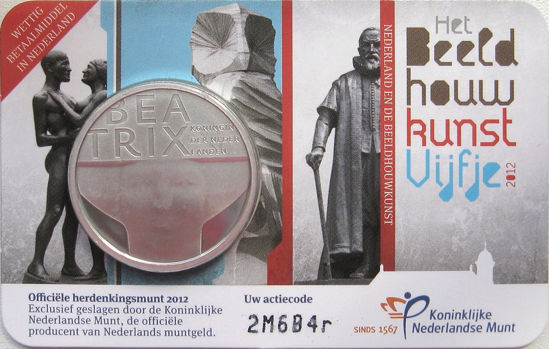 WETTIG
BETAALMIDDEL
IN NEDERLAND
BEA
TRIX
KONINGIN
DER NEDER
LANDEN
NEDERLAND EN DE BEELDHOUWKUNST
Het
Beeld
houw
kunst
Vijfje
2012
Officiële herdenkingsmunt 2012
Exclusief geslagen door de Koninklijke
Nederlandse Munt, de officiële
producent van Nederlands muntgeld.
Uw actiecode
2M6B4r
SINDS 1567
Koninklijke
Nederlandse Munt